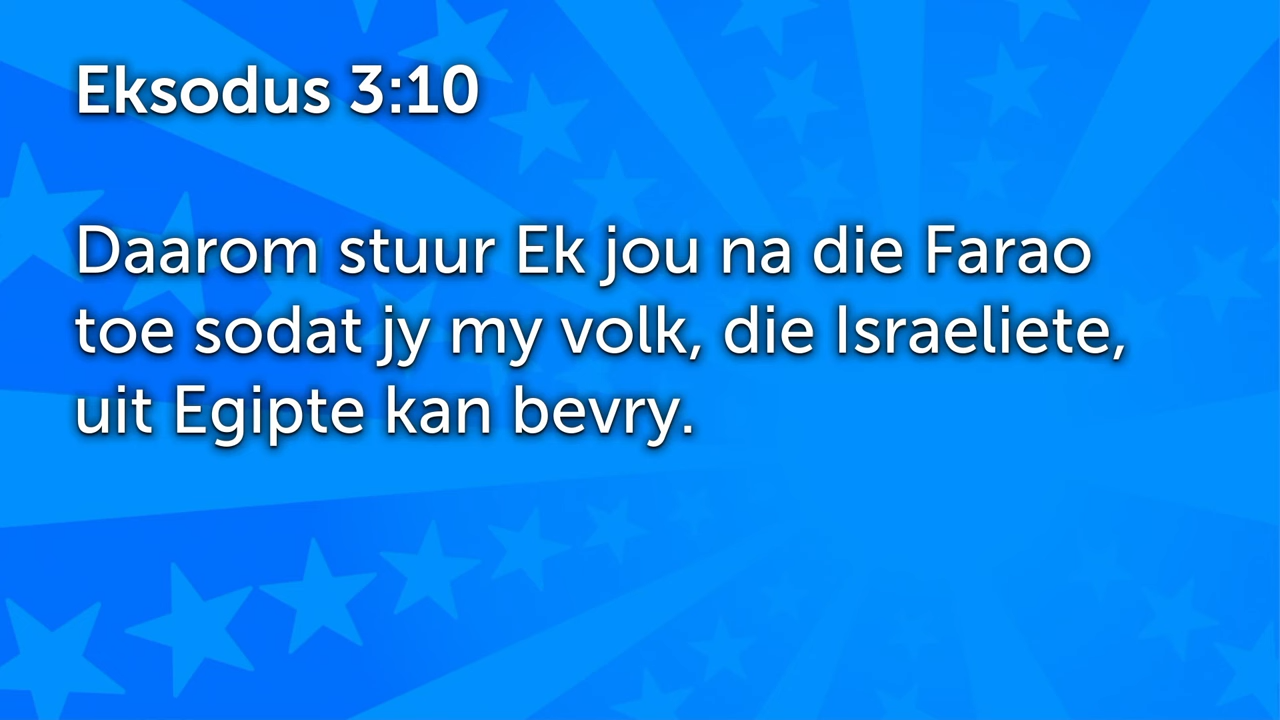 Eksodus 3:10
Daarom stuur Ek jou na die Farao
toe sodat jy my volk, die Israeliete,
uit Egipte kan bevry.